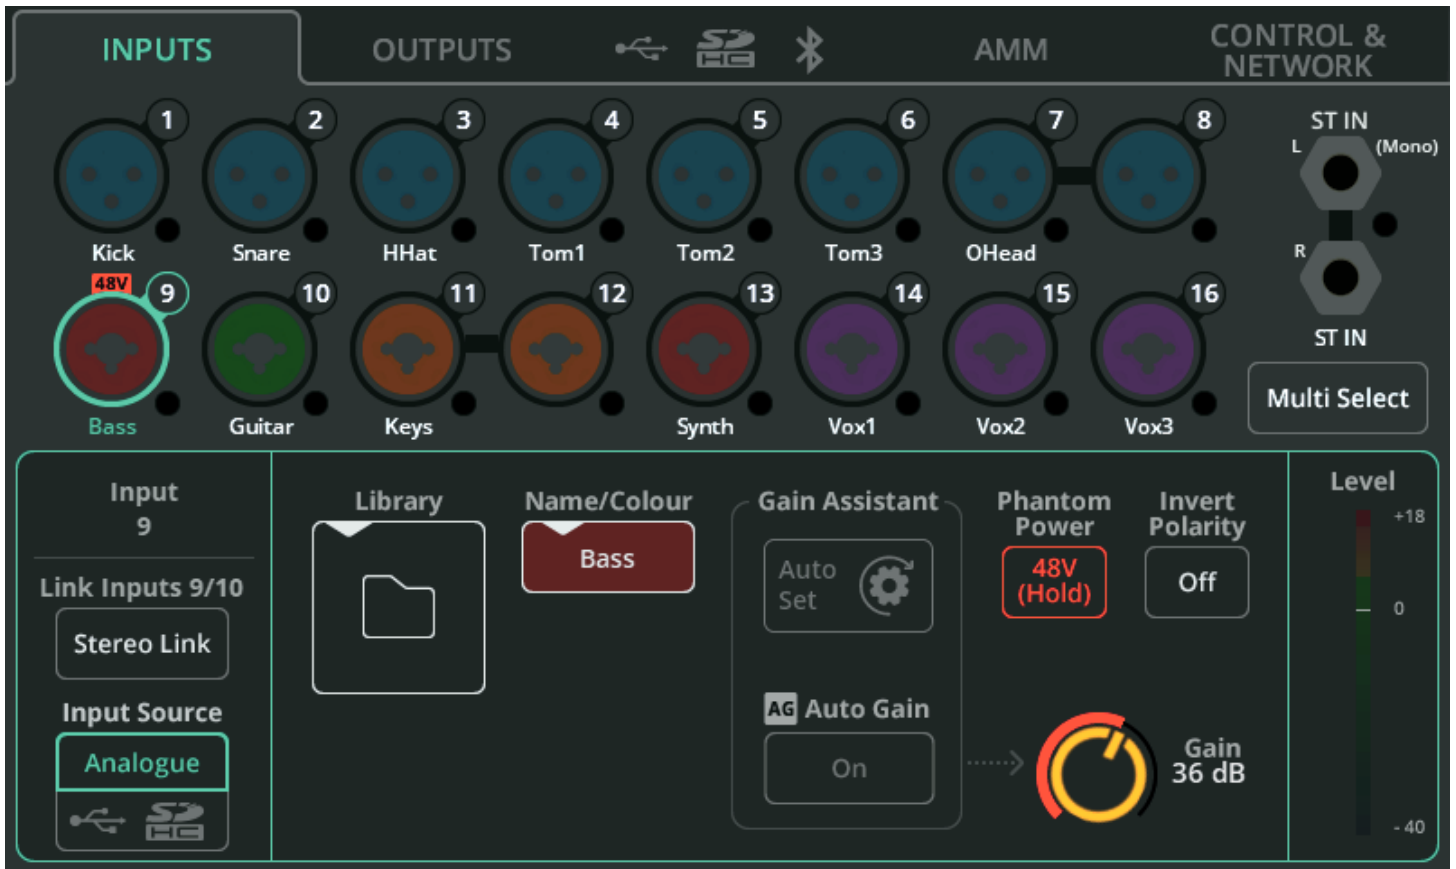 INPUTS
OUTPUTS
SD
HC
AMM
CONTROL &
NETWORK
1
2
3
4
5
6
7
8
Kick
Snare
HHat
Tom1
Tom2
Tom3
OHead
ST IN
L
(Mono)
R
ST IN
48V
9
10
11
12
13
14
15
16
Bass
Guitar
Keys
Synth
Vox1
Vox2
Vox3
Multi Select
Input
9
Link Inputs 9/10
Stereo Link
Input Source
Analogue
SD
HC
Library
Name/Colour
Bass
Gain Assistant
Auto
Set
AG Auto Gain
On
Phantom
Power
48V
(Hold)
Invert
Polarity
Off
Gain
36 dB
Level
+18
0
- 40